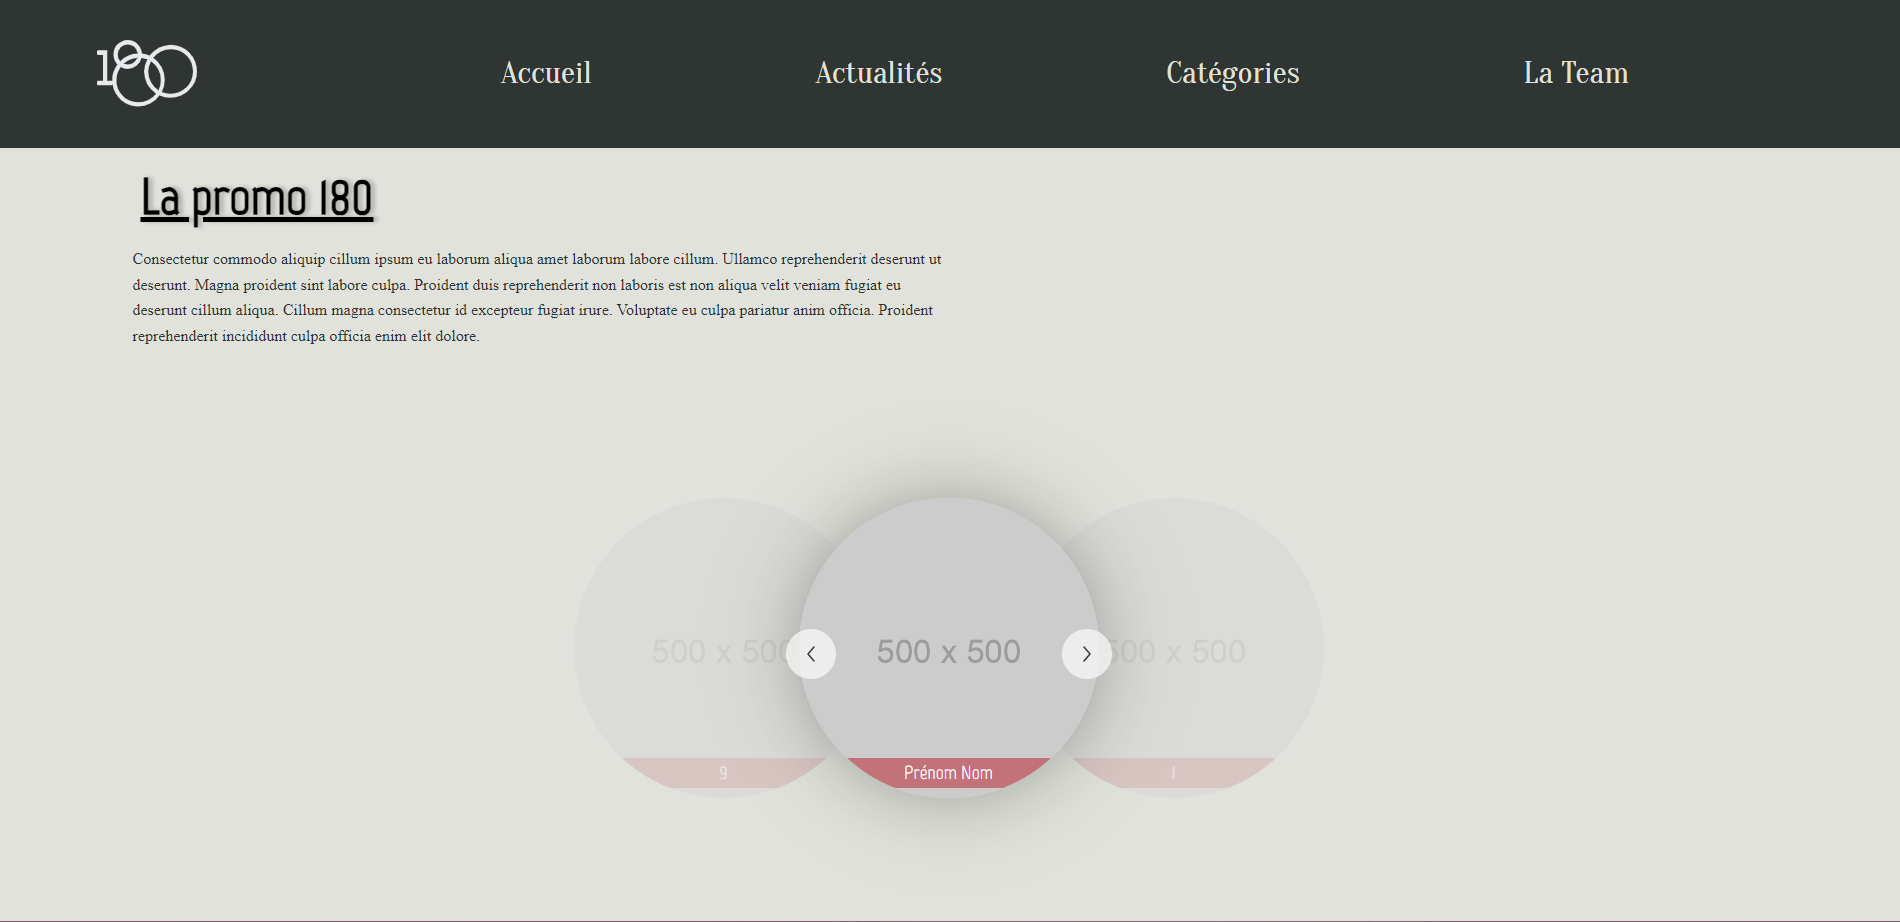 180
Accueil
Actualités
Catégories
La Team
La promo 180
Consectetur commodo aliquip cillum ipsum eu laborum aliqua amet laborum labore cillum. Ullamco reprehenderit deserunt ut
deserunt. Magna proident sint labore culpa. Proident duis reprehenderit non laboris est non aliqua velit veniam fugiat eu
deserunt cillum aliqua. Cillum magna consectetur id excepteur fugiat irure. Voluptate eu culpa pariatur anim officia. Proident
reprehenderit incididunt culpa officia enim elit dolore.
500 x 500
500 x 500
500 x 500
9
Prénom Nom
1